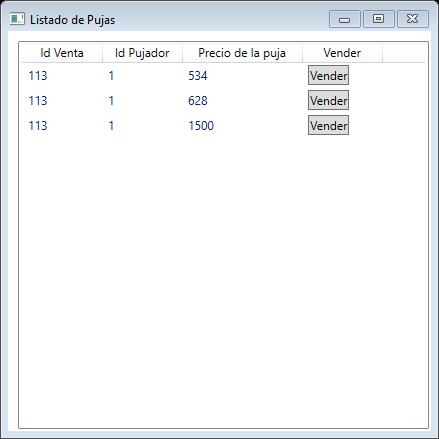 Listado de Pujas
Id Venta Id Pujador Precio de la puja Vender
113 1 534 Vender
113 1 628 Vender
113 1 1500 Vender